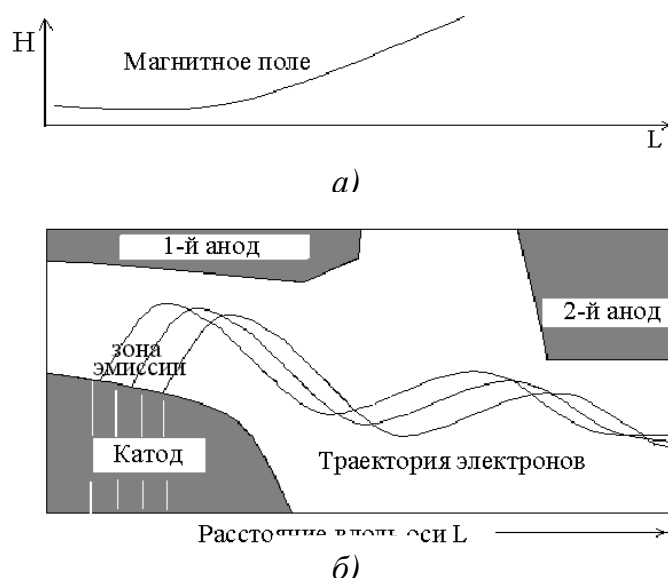 H
Магнитное поле
L
а)
1-й анод
2-й анод
зона
эмиссии
Катод
Траектория электронов
Расстояние вдоль оси L
б)